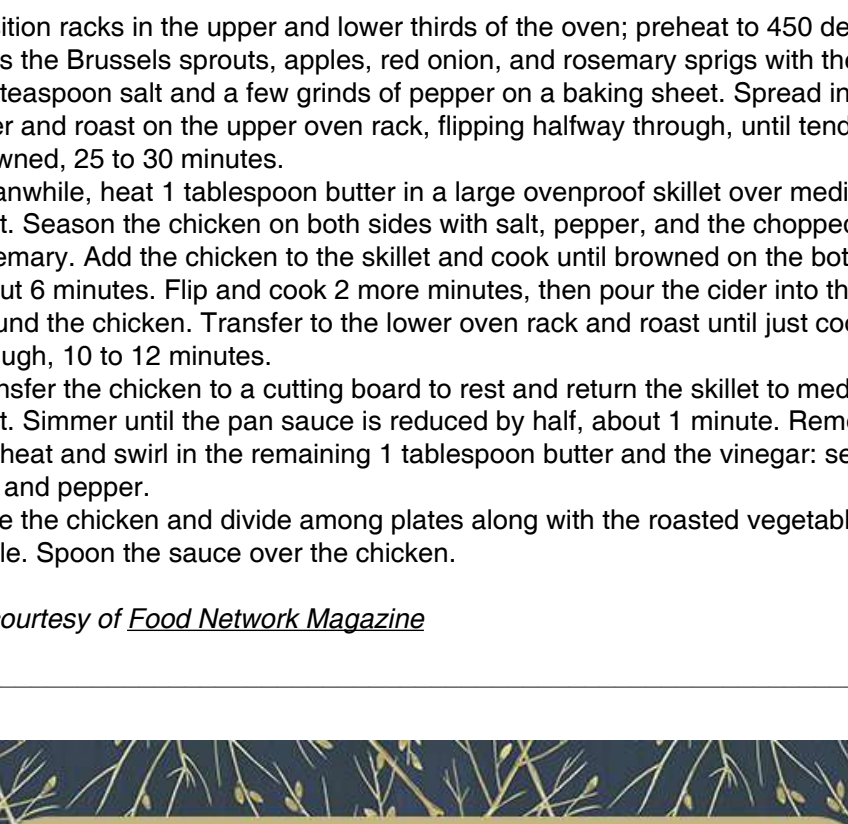 ition racks in the upper and lower thirds of the oven; preheat to 450 de
s the Brussels sprouts, apples, red onion, and rosemary sprigs with the
teaspoon salt and a few grinds of pepper on a baking sheet. Spread in
er and roast on the upper oven rack, flipping halfway through, until tend
wned, 25 to 30 minutes.
anwhile, heat 1 tablespoon butter in a large ovenproof skillet over medi
t. Season the chicken on both sides with salt, pepper, and the chopped
emary. Add the chicken to the skillet and cook until browned on the bot
ut 6 minutes. Flip and cook 2 more minutes, then pour the cider into th
und the chicken. Transfer to the lower oven rack and roast until just coo
ugh, 10 to 12 minutes.
nsfer the chicken to a cutting board to rest and return the skillet to med
t. Simmer until the pan sauce is reduced by half, about 1 minute. Rem
heat and swirl in the remaining 1 tablespoon butter and the vinegar: se
and pepper.
e the chicken and divide among plates along with the roasted vegetabl
le. Spoon the sauce over the chicken.
ourtesy of Food Network Magazine